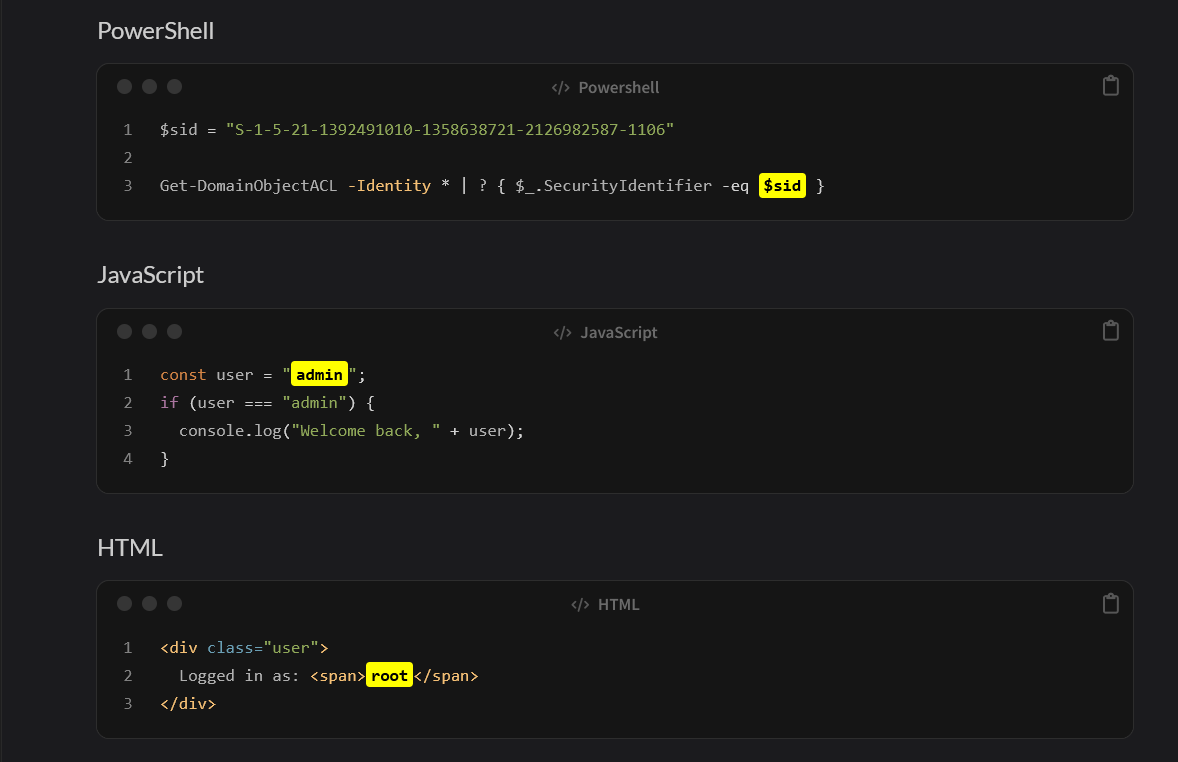 PowerShell
</> Powershell
1 $sid = "S-1-5-21-1392491010-1358638721-2126982587-1106"
2
3 Get-DomainObjectACL -Identity * | ? { $_.SecurityIdentifier -eq $sid }
JavaScript
</> JavaScript
1 const user = "admin";
2 if (user === "admin") {
3   console.log("Welcome back, " + user);
4 }
HTML
</> HTML
1 <div class="user">
2   Logged in as: <span>root</span>
3 </div>